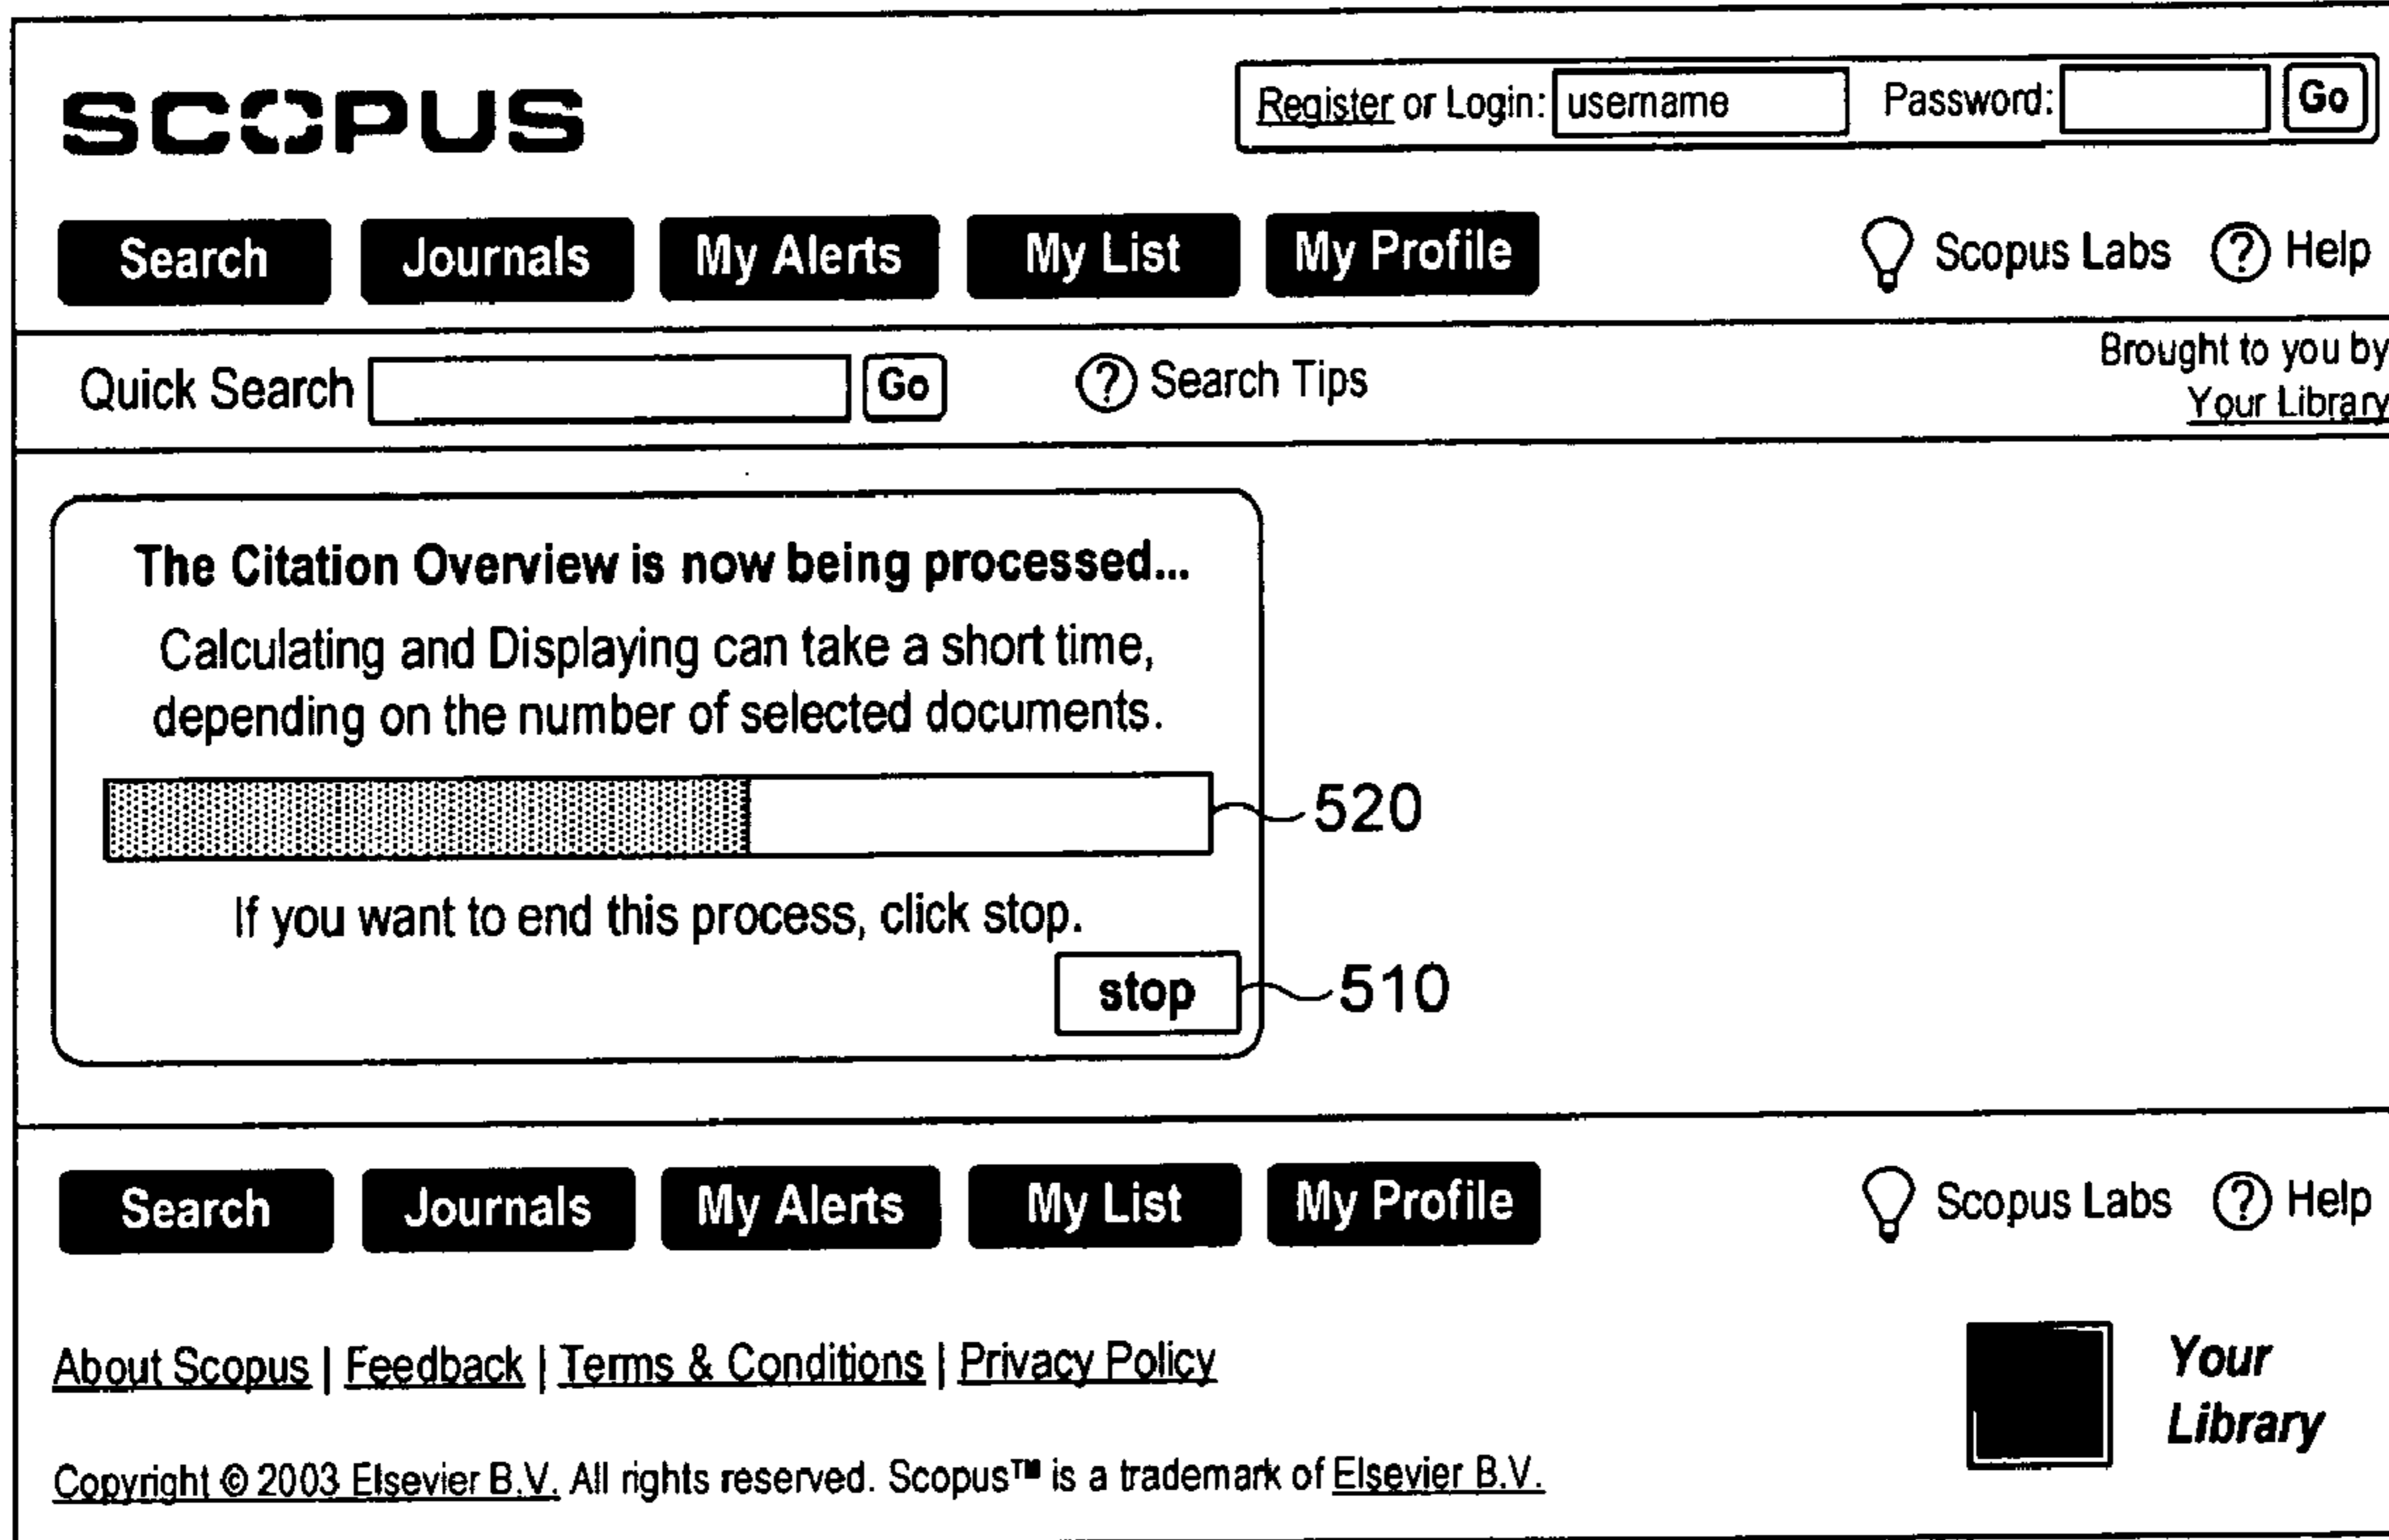 SCOPUS
Register or Login: username Password: Go
Search Journals My Alerts My List My Profile Scopus Labs ? Help
Quick Search Go ? Search Tips
Brought to you by
Your Library
The Citation Overview is now being processed...
Calculating and Displaying can take a short time,
depending on the number of selected documents.
520
If you want to end this process, click stop.
stop 510
Search Journals My Alerts My List My Profile Scopus Labs ? Help
About Scopus | Feedback | Terms & Conditions | Privacy Policy
Your
Library
Copyright © 2003 Elsevier B.V. All rights reserved. Scopus™ is a trademark of Elsevier B.V.